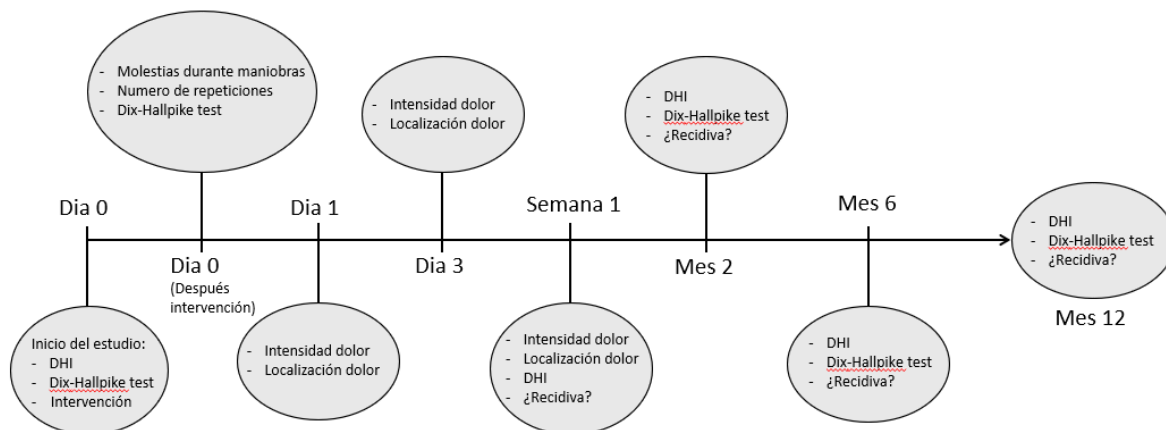 - Molestias durante maniobras
- Numero de repeticiones
- Dix-Hallpike test
- Intensidad dolor
- Localización dolor
- DHI
- Dix-Hallpike test
- ¿Recidiva?
Dia 0
Dia 1
Semana 1
Mes 6
- DHI
- Dix-Hallpike test
- ¿Recidiva?
Dia 0
(Después
intervención)
Dia 3
Mes 2
Mes 12
Inicio del estudio:
- DHI
- Dix-Hallpike test
- Intervención
- Intensidad dolor
- Localización dolor
- Intensidad dolor
- Localización dolor
- DHI
- ¿Recidiva?
- DHI
- Dix-Hallpike test
- ¿Recidiva?